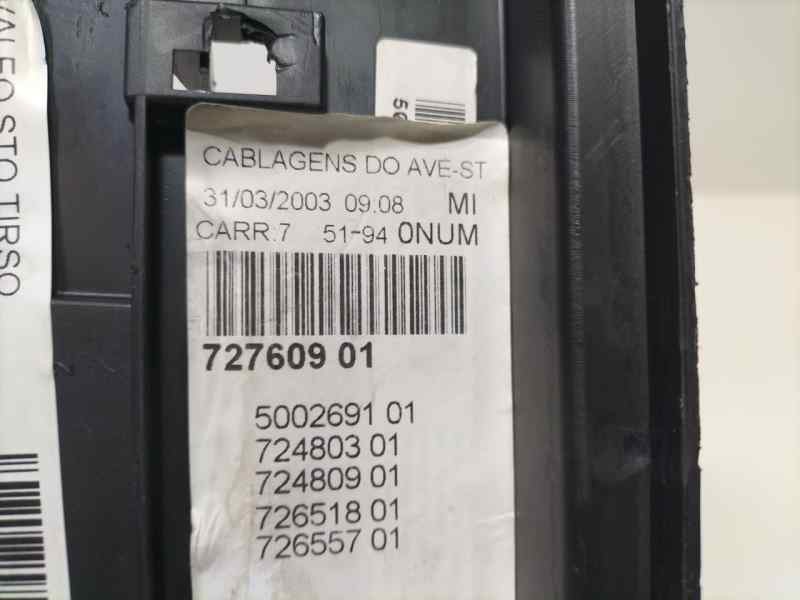 VALEO STO TIRSO
CABLAGENS DO AVE-ST
31/03/2003 09.08 MI
CARR:7 51-94 0NUM
727609 01
5002691 01
724803 01
724809 01
726518 01
726557 01